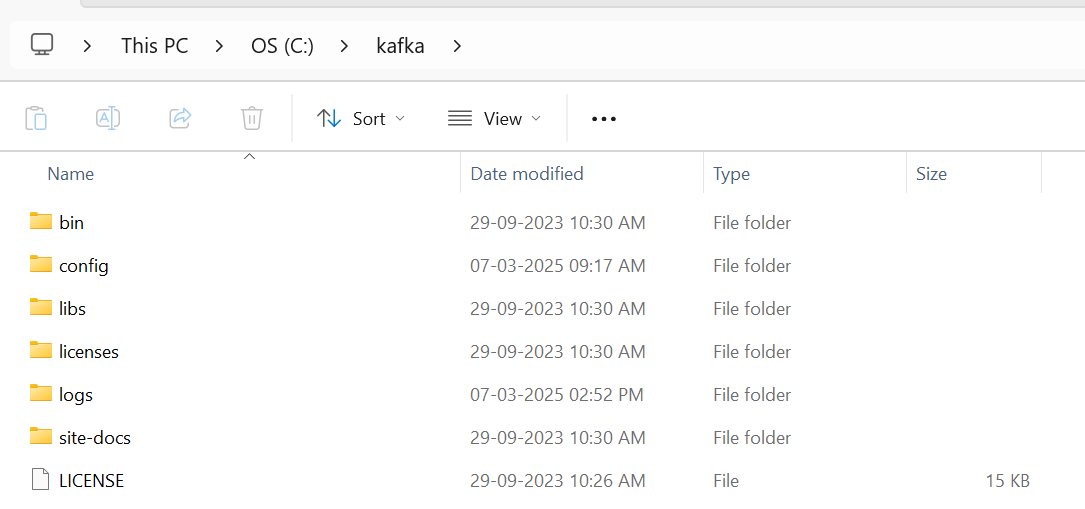 This PC OS (C:) kafka
Sort View
Name Date modified Type Size
bin 29-09-2023 10:30 AM File folder
config 07-03-2025 09:17 AM File folder
libs 29-09-2023 10:30 AM File folder
licenses 29-09-2023 10:30 AM File folder
logs 07-03-2025 02:52 PM File folder
site-docs 29-09-2023 10:30 AM File folder
LICENSE 29-09-2023 10:26 AM File 15 KB